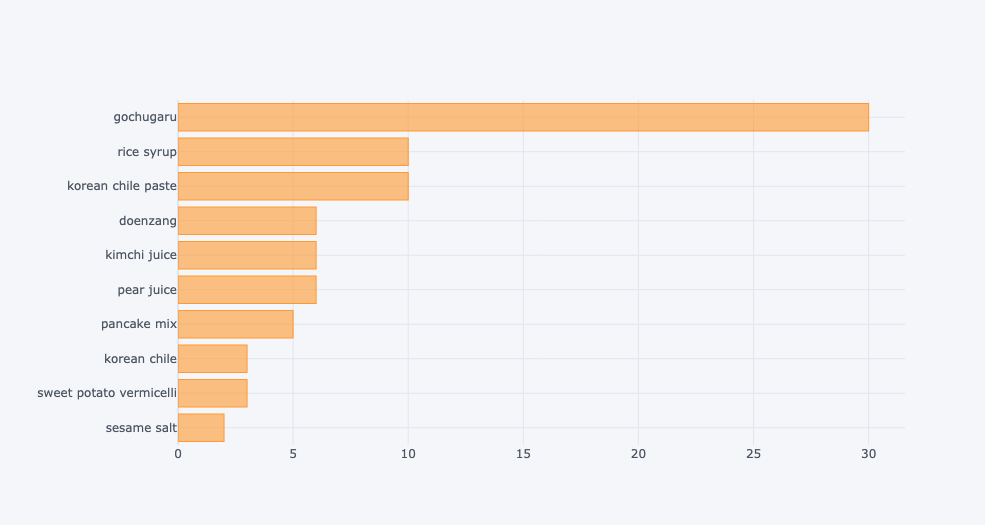 gochugaru
rice syrup
korean chile paste
doenzang
kimchi juice
pear juice
pancake mix
korean chile
sweet potato vermicelli
sesame salt
0 5 10 15 20 25 30